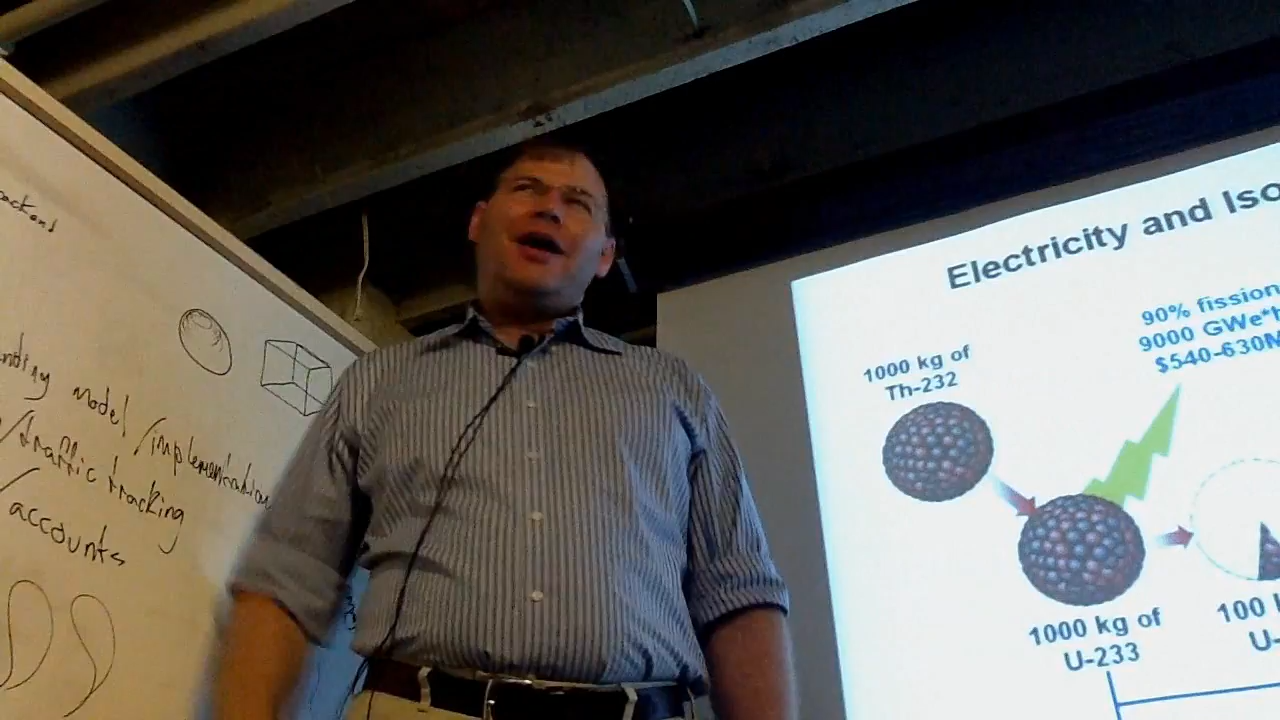 model /implementation
/traffic tracking
/accounts
Electricity and Iso
90% fission
9000 GWe*h
$540-630M
1000 kg of
Th-232
1000 kg of
U-233
100 k
U-